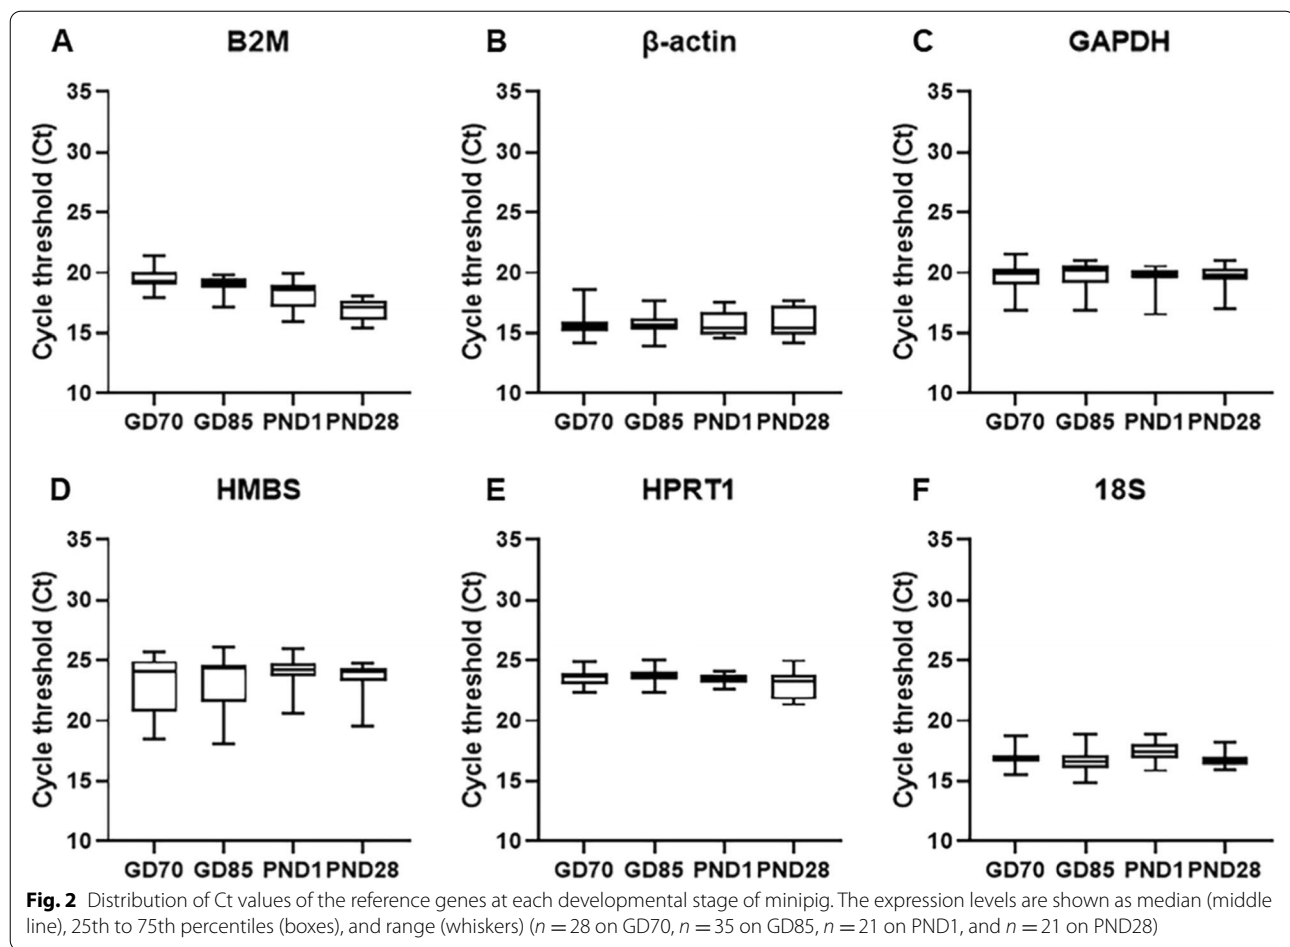 A B2M
B β-actin
C GAPDH
Cycle threshold (Ct)
35
30
25
20
15
10
GD70 GD85 PND1 PND28
Cycle threshold (Ct)
35
30
25
20
15
10
GD70 GD85 PND1 PND28
Cycle threshold (Ct)
35
30
25
20
15
10
GD70 GD85 PND1 PND28
D HMBS
E HPRT1
F 18S
Cycle threshold (Ct)
35
30
25
20
15
10
GD70 GD85 PND1 PND28
Cycle threshold (Ct)
35
30
25
20
15
10
GD70 GD85 PND1 PND28
Cycle threshold (Ct)
35
30
25
20
15
10
GD70 GD85 PND1 PND28
Fig. 2 Distribution of Ct values of the reference genes at each developmental stage of minipig. The expression levels are shown as median (middle
line), 25th to 75th percentiles (boxes), and range (whiskers) (n = 28 on GD70, n = 35 on GD85, n = 21 on PND1, and n = 21 on PND28)